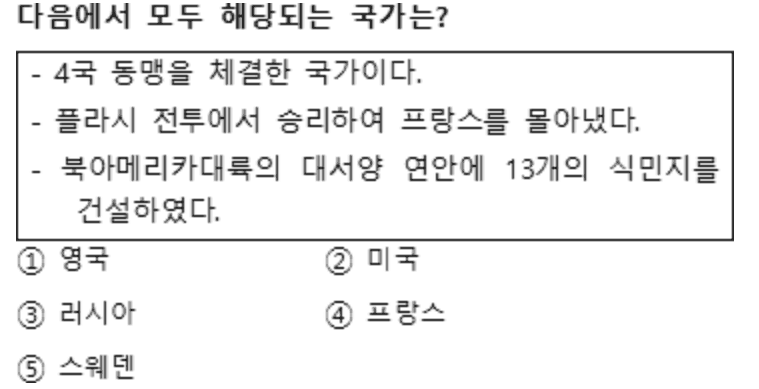 다음에서 모두 해당되는 국가는?
- 4국 동맹을 체결한 국가이다.
- 플라시 전투에서 승리하여 프랑스를 몰아냈다.
- 북아메리카대륙의 대서양 연안에 13개의 식민지를
건설하였다.
① 영국 ② 미국
③ 러시아 ④ 프랑스
⑤ 스웨덴